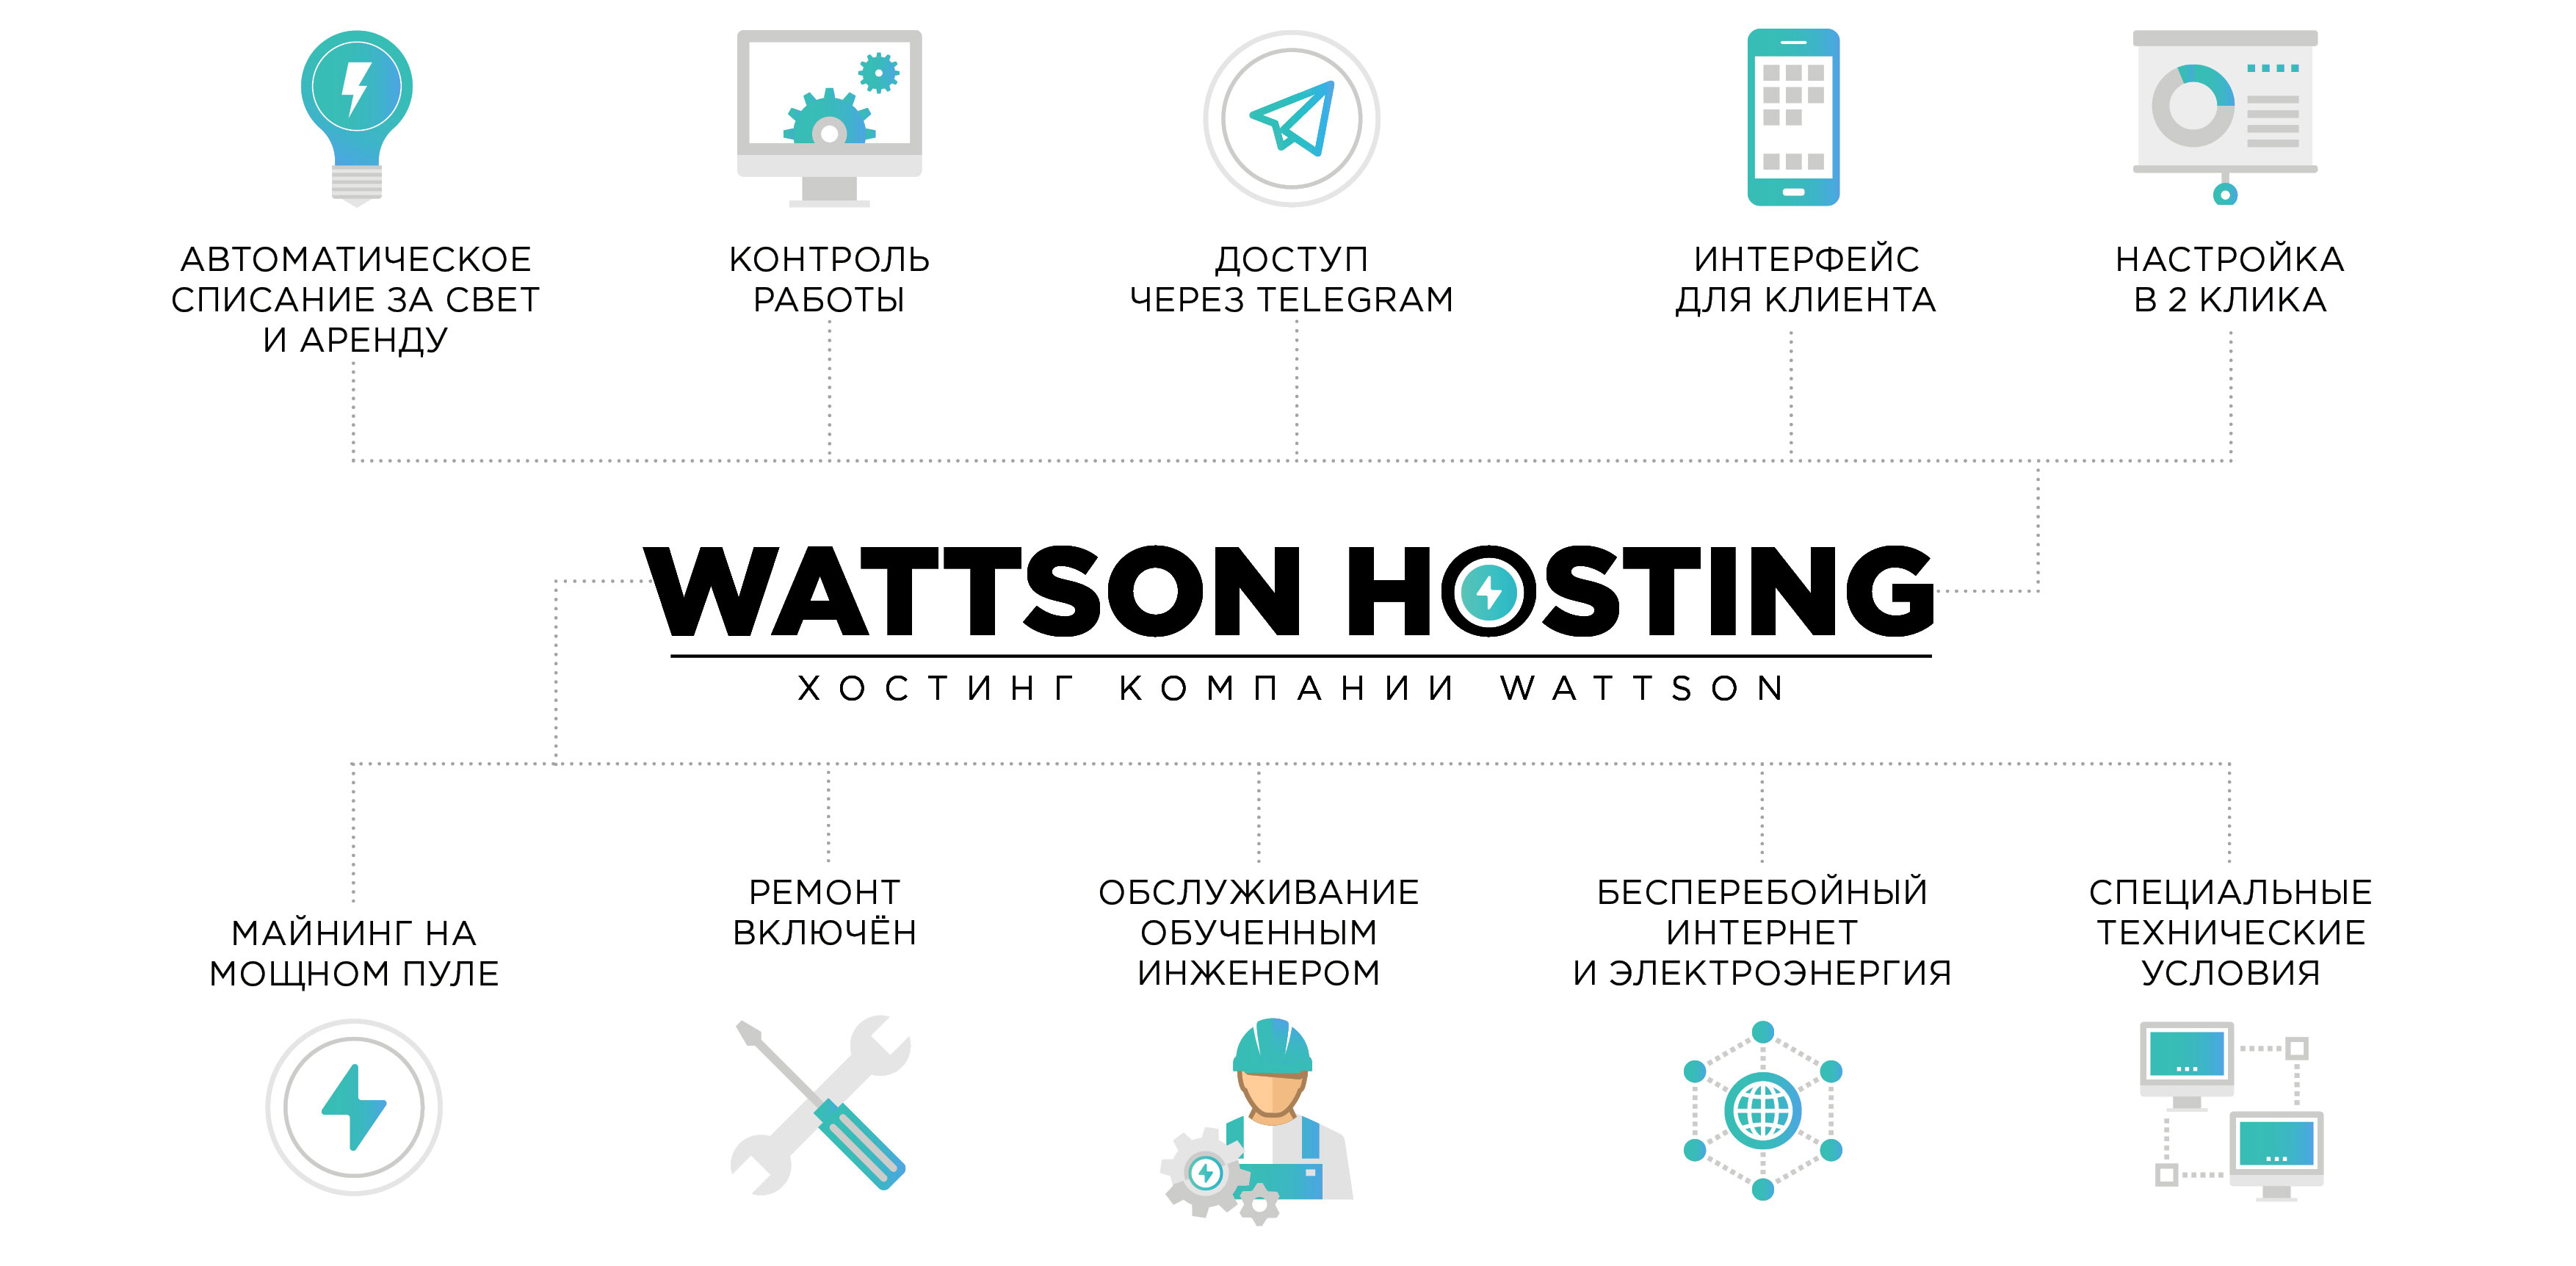 АВТОМАТИЧЕСКОЕ
СПИСАНИЕ ЗА СВЕТ
И АРЕНДУ
КОНТРОЛЬ
РАБОТЫ
ДОСТУП
ЧЕРЕЗ TELEGRAM
ИНТЕРФЕЙС
ДЛЯ КЛИЕНТА
НАСТРОЙКА
В 2 КЛИКА
WATTSON HOSTING
ХОСТИНГ КОМПАНИИ WATTSON
МАЙНИНГ НА
МОЩНОМ ПУЛЕ
РЕМОНТ
ВКЛЮЧЁН
ОБСЛУЖИВАНИЕ
ОБУЧЕННЫМ
ИНЖЕНЕРОМ
БЕСПЕРЕБОЙНЫЙ
ИНТЕРНЕТ
И ЭЛЕКТРОЭНЕРГИЯ
СПЕЦИАЛЬНЫЕ
ТЕХНИЧЕСКИЕ
УСЛОВИЯ